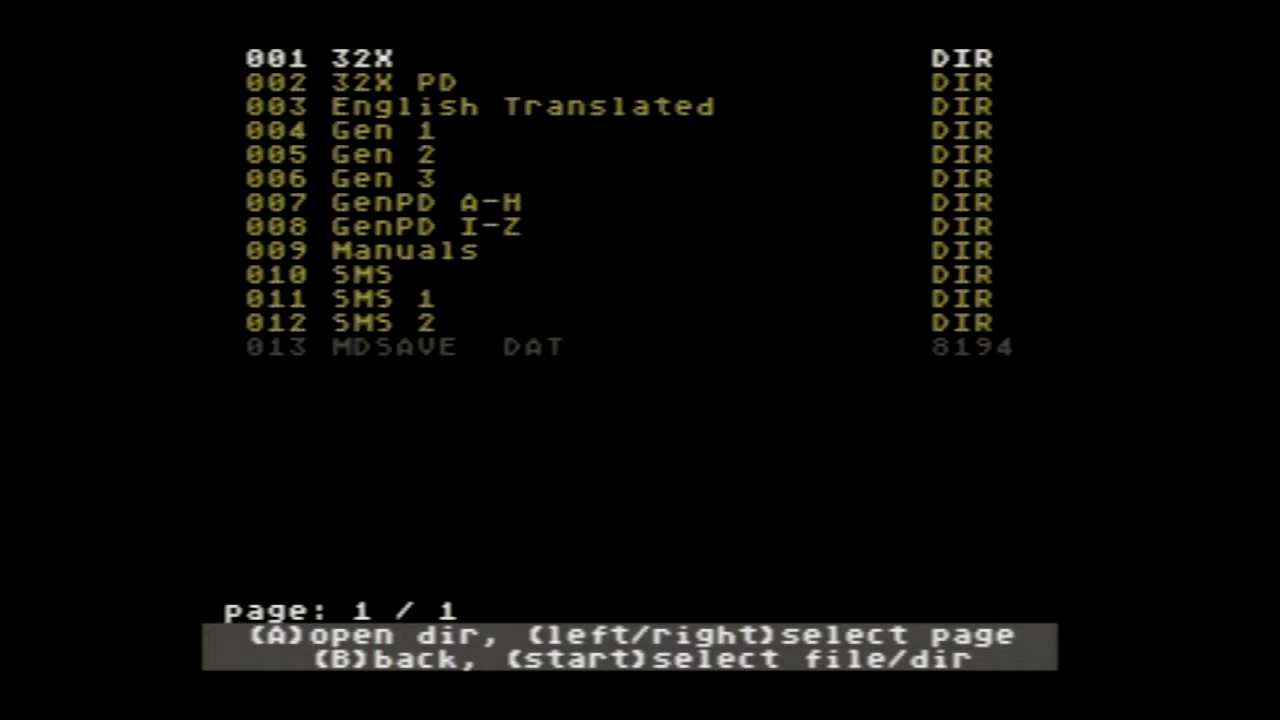 001 32X DIR
002 32X PD DIR
003 English Translated DIR
004 Gen 1 DIR
005 Gen 2 DIR
006 Gen 3 DIR
007 GenPD A-H DIR
008 GenPD I-Z DIR
009 Manuals DIR
010 SMS DIR
011 SMS 1 DIR
012 SMS 2 DIR
013 MDSAVE DAT 8194
page: 1 / 1
(A)open dir, (left/right)select page
(B)back, (start)select file/dir